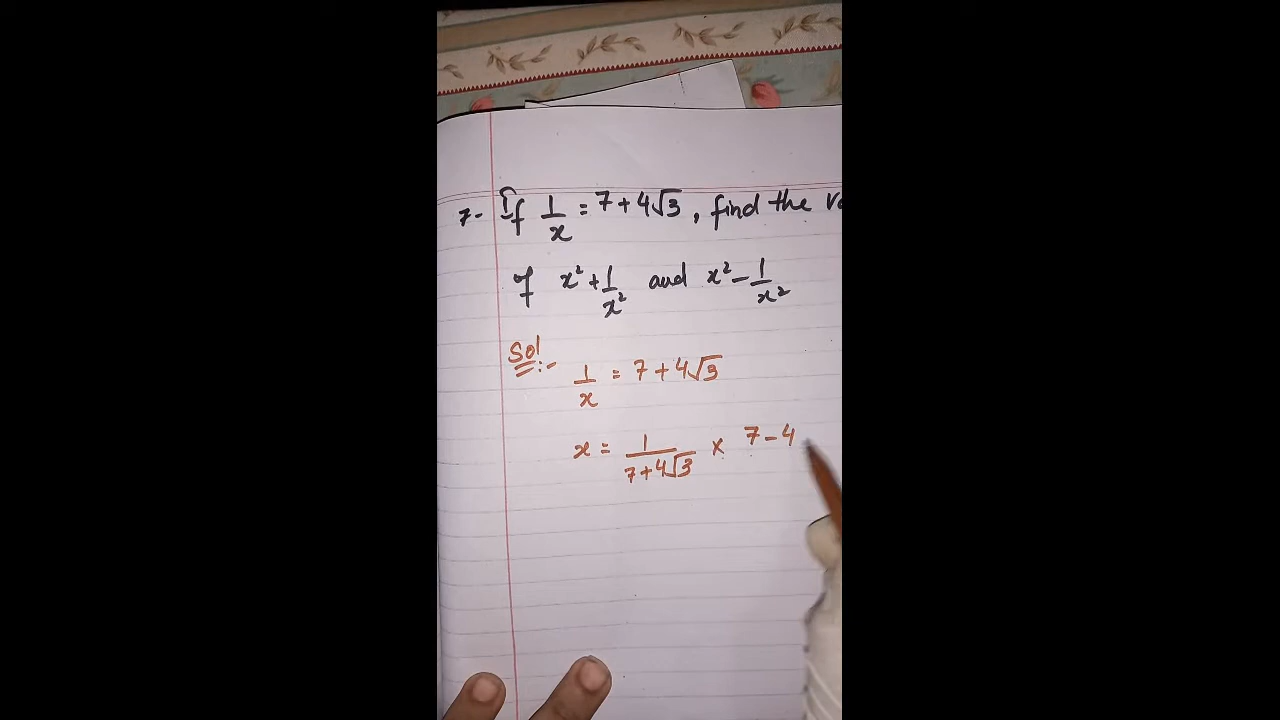 7- If 1/x = 7+4√3, find the
of x²+1/x² and x²-1/x²
Sol:-
1/x = 7+4√3
x = 1/(7+4√3) × 7-4